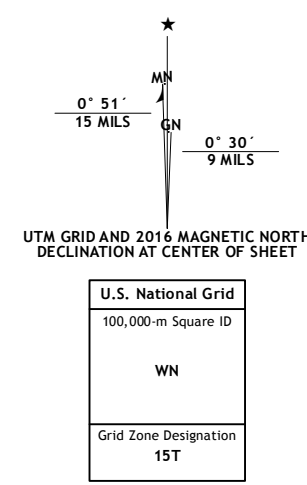 ★
MN
0° 51´
15 MILS
GN
0° 30´
9 MILS
UTM GRID AND 2016 MAGNETIC NORTH
DECLINATION AT CENTER OF SHEET
U.S. National Grid
100,000-m Square ID
WN
Grid Zone Designation
15T